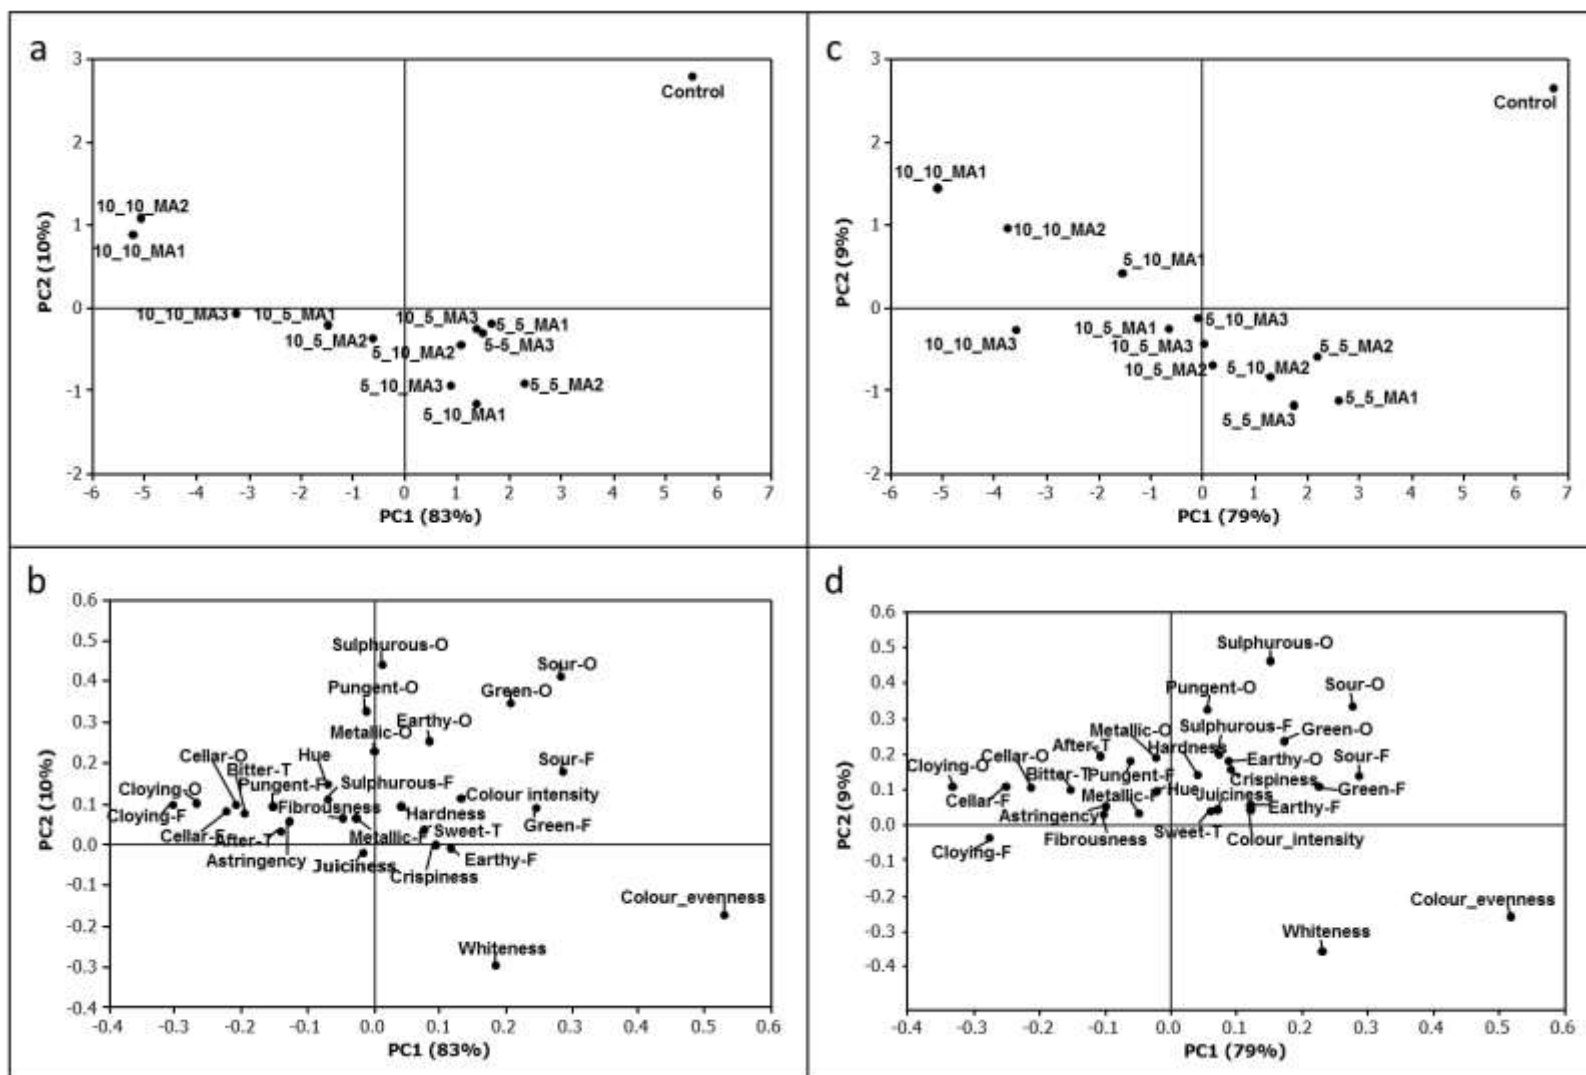 a
3
2
1
0
-1
-2
PC2 (10%)
Control
10_10_MA2
10_10_MA1
10_10_MA3
10_5_MA1
10_5_MA2
10_5_MA3
5_5_MA1
5-5_MA3
5_10_MA2
5_10_MA3
5_5_MA2
5_10_MA1
-6 -5 -4 -3 -2 -1 0 1 2 3 4 5 6 7
PC1 (83%)
c
3
2
1
0
-1
-2
PC2 (9%)
Control
10_10_MA1
10_10_MA2
5_10_MA1
10_10_MA3
10_5_MA1
5_10_MA3
10_5_MA3
10_5_MA2
5_10_MA2
5_5_MA2
5_5_MA1
5_5_MA3
-6 -5 -4 -3 -2 -1 0 1 2 3 4 5 6 7
PC1 (79%)
b
0.6
0.5
0.4
0.3
0.2
0.1
0.0
-0.1
-0.2
-0.3
-0.4
PC2 (10%)
Sulphurous-O
Sour-O
Pungent-O
Green-O
Earthy-O
Metallic-O
Cellar-O
Hue
Sour-F
Bitter-T
Cloying-O
Pungent-F
Sulphurous-F
Colour intensity
Cloying-F
Fibrousness
Hardness
Green-F
Cellar-F
After-T
Metallic-F
Sweet-T
Astringency
Juiciness
Earthy-F
Crispiness
Colour_evenness
Whiteness
-0.4 -0.3 -0.2 -0.1 0.0 0.1 0.2 0.3 0.4 0.5 0.6
PC1 (83%)
d
0.6
0.5
0.4
0.3
0.2
0.1
0.0
-0.1
-0.2
-0.3
-0.4
PC2 (9%)
Sulphurous-O
Pungent-O
Sour-O
Metallic-O
Sulphurous-F
Green-O
After-T
Hardness
Cellar-O
Earthy-O
Sour-F
Cloying-O
Bitter-T
Pungent-F
Crispiness
Cellar-F
Metallic-F
Hue
Juiciness
Green-F
Astringency
Earthy-F
Fibrousness
Sweet-T
Colour_intensity
Cloying-F
Colour_evenness
Whiteness
-0.4 -0.3 -0.2 -0.1 0.0 0.1 0.2 0.3 0.4 0.5 0.6
PC1 (79%)